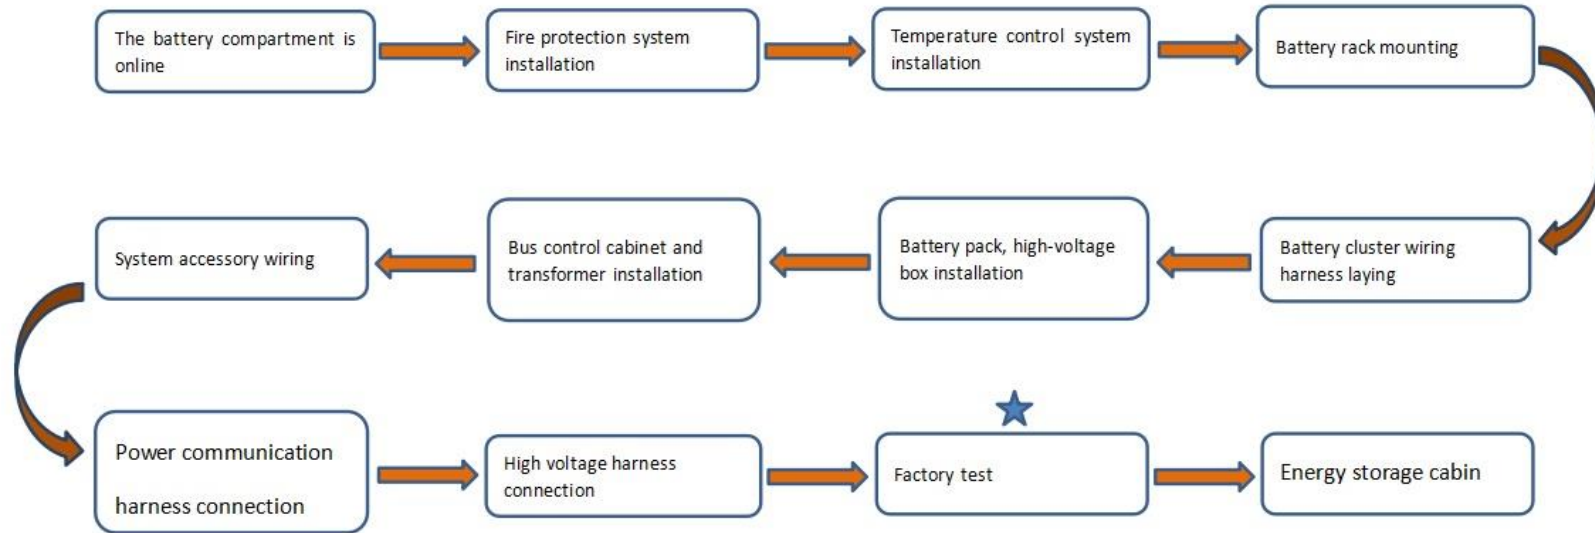 The battery compartment is
online
Fire protection system
installation
Temperature control system
installation
Battery rack mounting
Battery cluster wiring
harness laying
Battery pack, high-voltage
box installation
Bus control cabinet and
transformer installation
System accessory wiring
Power communication
harness connection
High voltage harness
connection
Factory test
Energy storage cabin